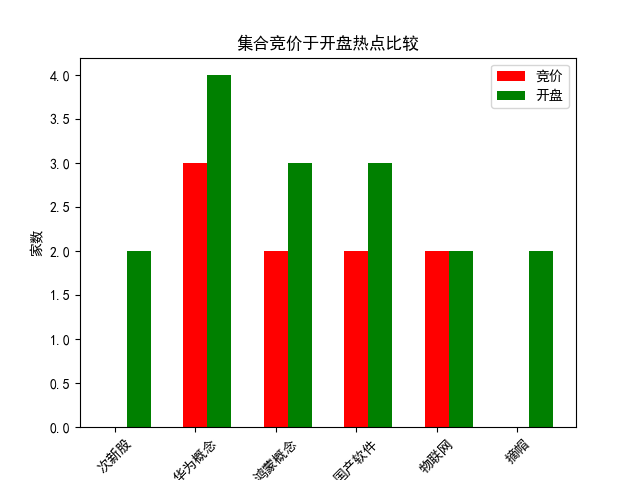 集合竞价于开盘热点比较
竞价
开盘
家数
4.0
3.5
3.0
2.5
2.0
1.5
1.0
0.5
0.0
次新股
华为概念
鸿蒙概念
国产软件
物联网
摘帽